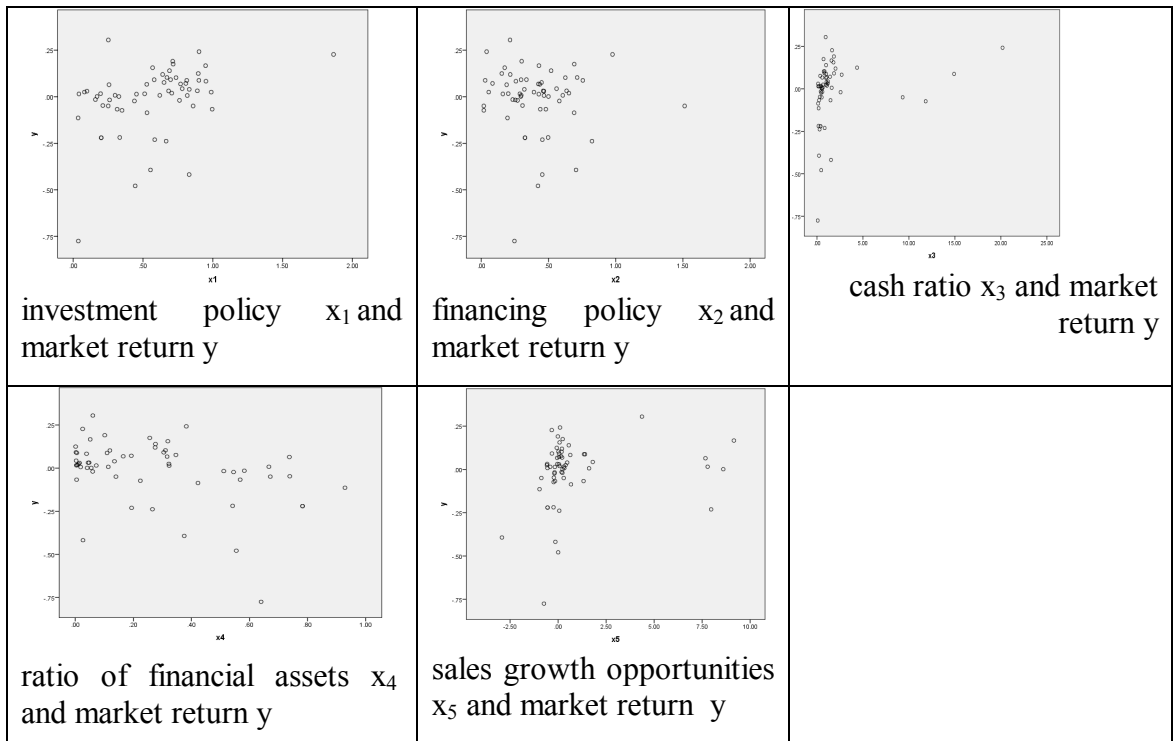 .25
.00
-.25
-.50
-.75
y
.00 .50 1.00 1.50 2.00
x1
investment policy x₁ and
market return y
.25
.00
-.25
-.50
-.75
y
.00 .50 1.00 1.50 2.00
x2
financing policy x₂ and
market return y
.25
.00
-.25
-.50
-.75
y
.00 5.00 10.00 15.00 20.00 25.00
x3
cash ratio x₃ and market
return y
.25
.00
-.25
-.50
-.75
y
.00 .20 .40 .60 .80 1.00
x4
ratio of financial assets x₄
and market return y
.25
.00
-.25
-.50
-.75
y
-2.50 .00 2.50 5.00 7.50 10.00
x5
sales growth opportunities
x₅ and market return y